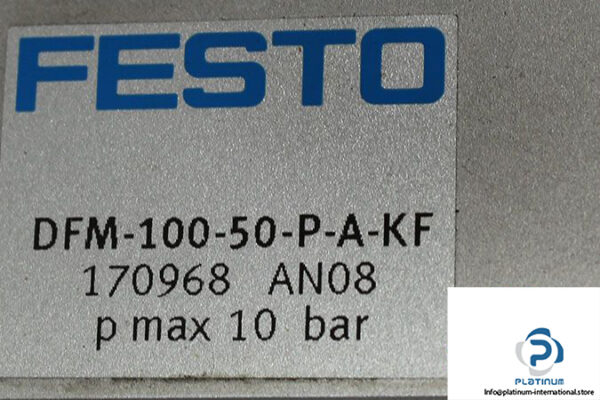 FESTO
DFM-100-50-P-A-KF
170968 AN08
p max 10 bar
PLATINUM
Info@platinum-international.store